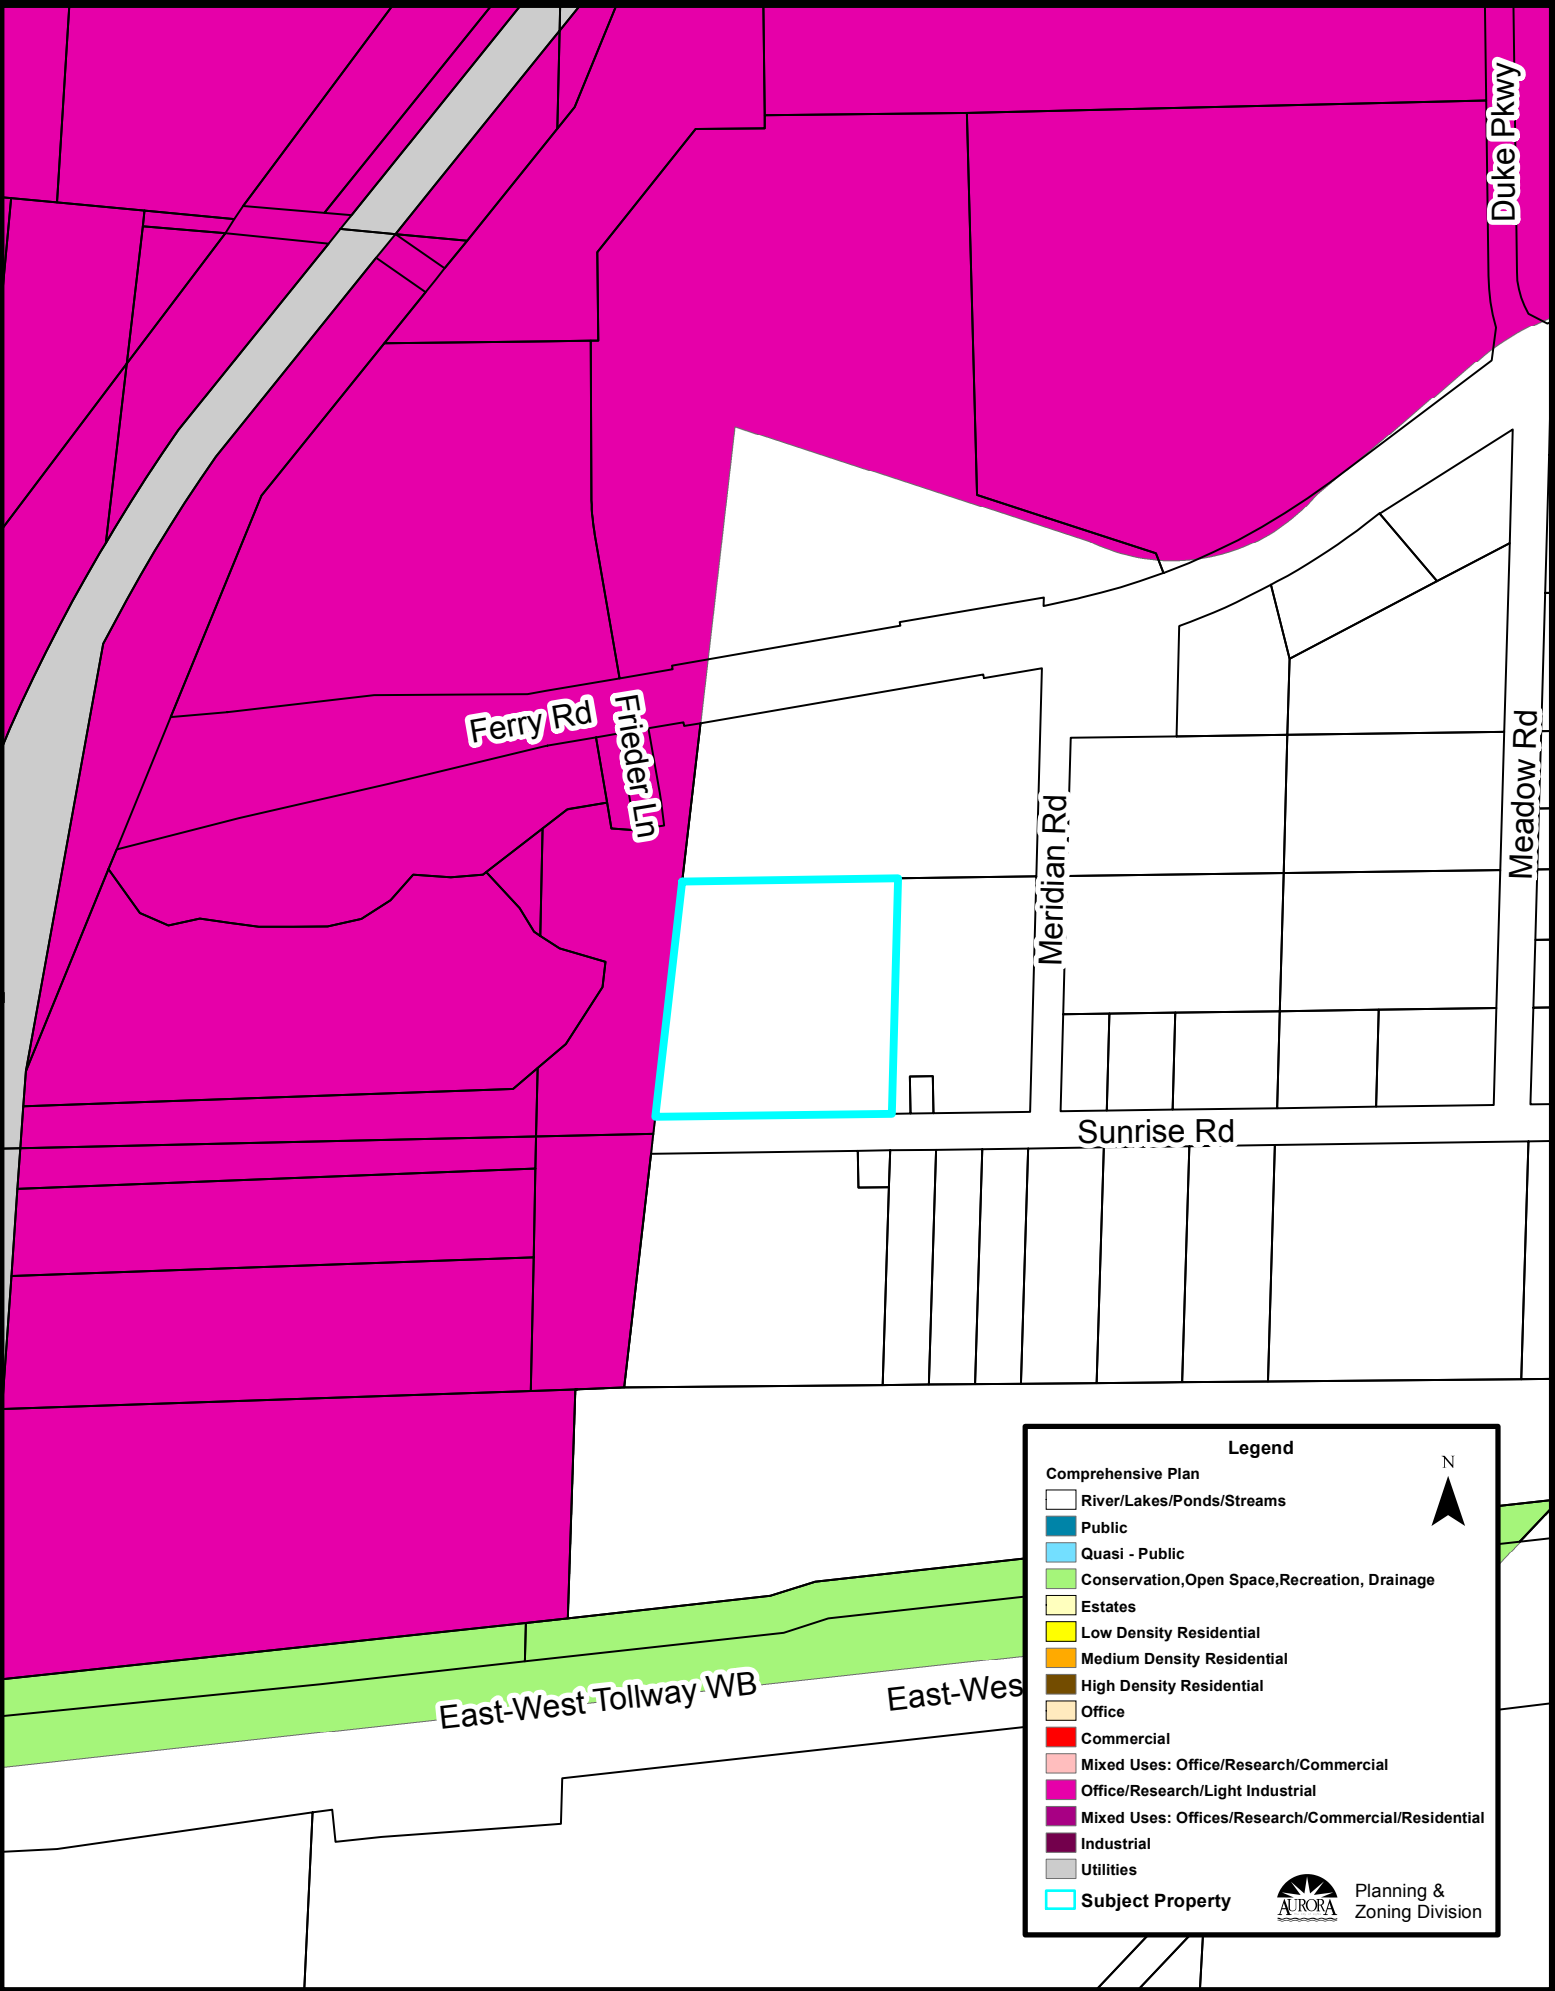 Duke Pkwy
Ferry Rd
Frieder Ln
Meridian Rd
Meadow Rd
Sunrise Rd
East-West Tollway WB
East-Wes
Legend
Comprehensive Plan
N
River/Lakes/Ponds/Streams
Public
Quasi - Public
Conservation,Open Space,Recreation, Drainage
Estates
Low Density Residential
Medium Density Residential
High Density Residential
Office
Commercial
Mixed Uses: Office/Research/Commercial
Office/Research/Light Industrial
Mixed Uses: Offices/Research/Commercial/Residential
Industrial
Utilities
Subject Property
AURORA
Planning &
Zoning Division